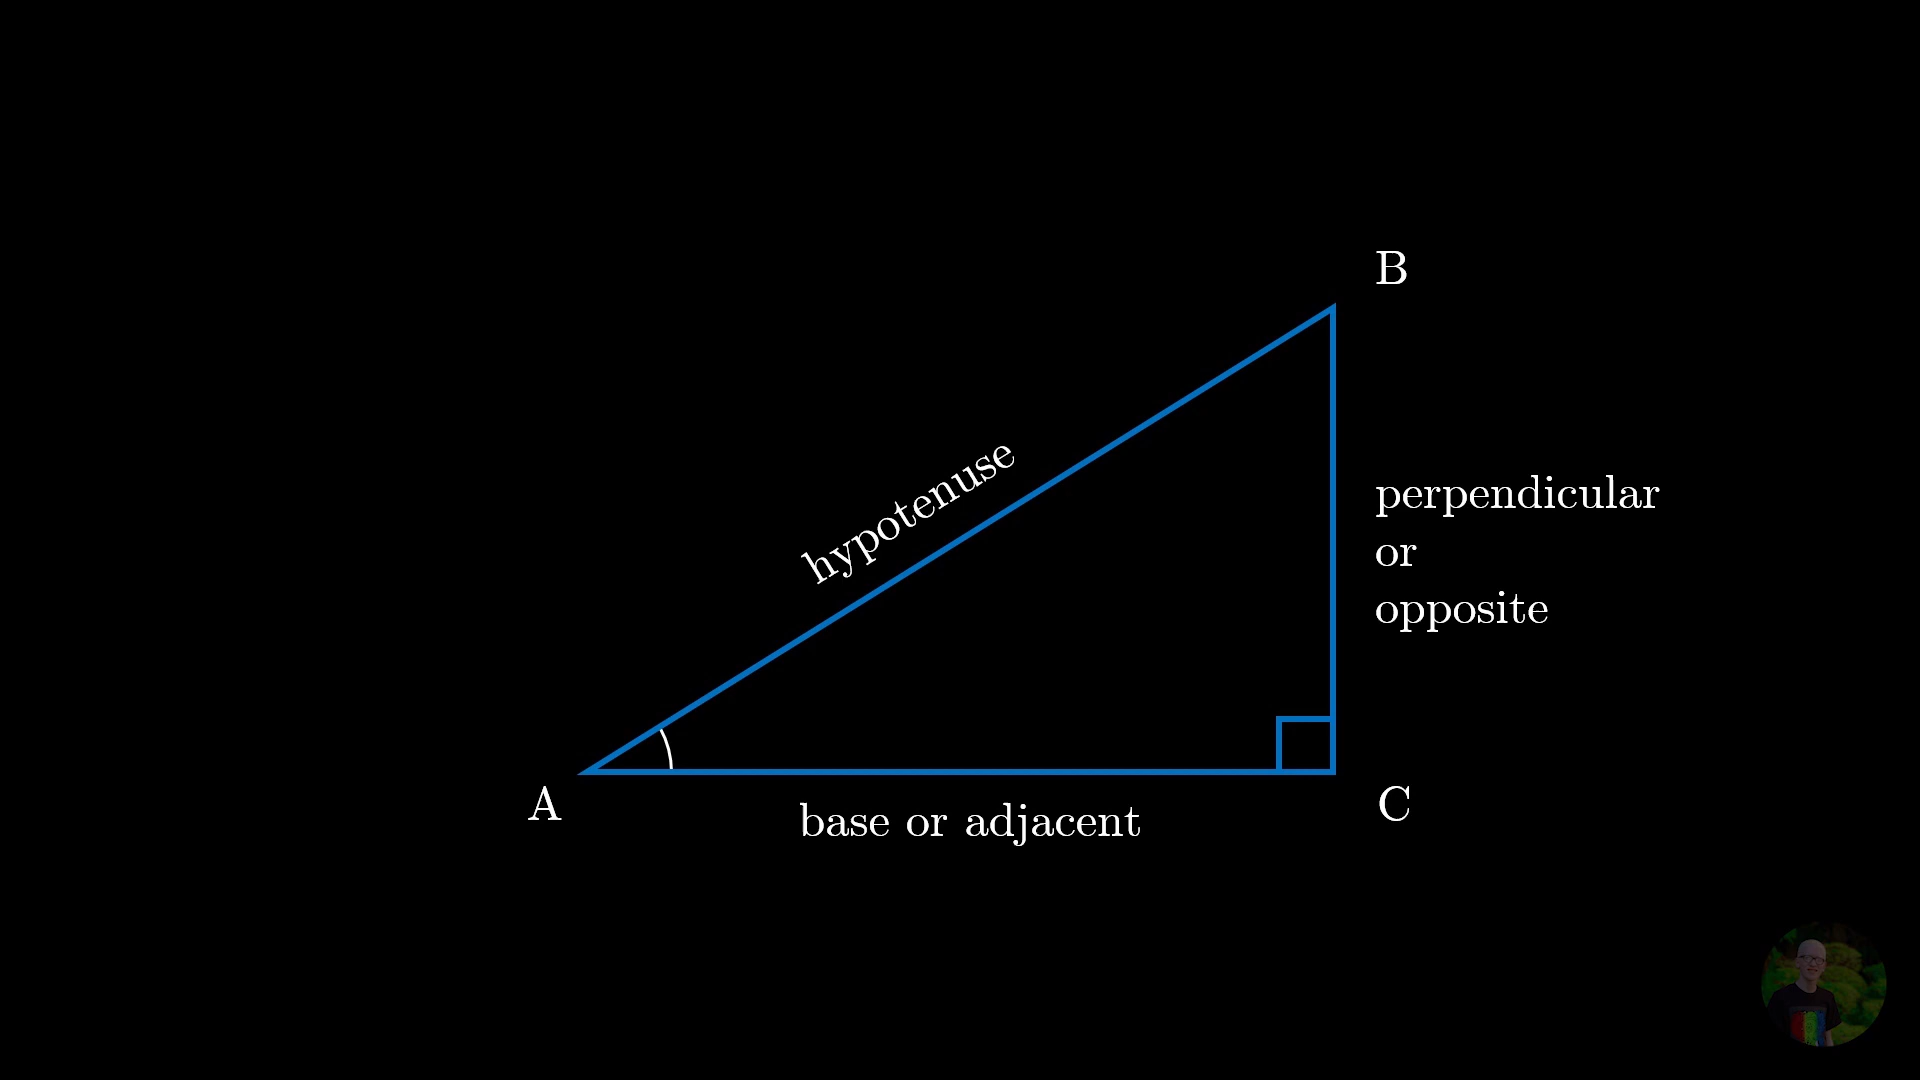 B
hypotenuse
perpendicular
or
opposite
A
base or adjacent
C